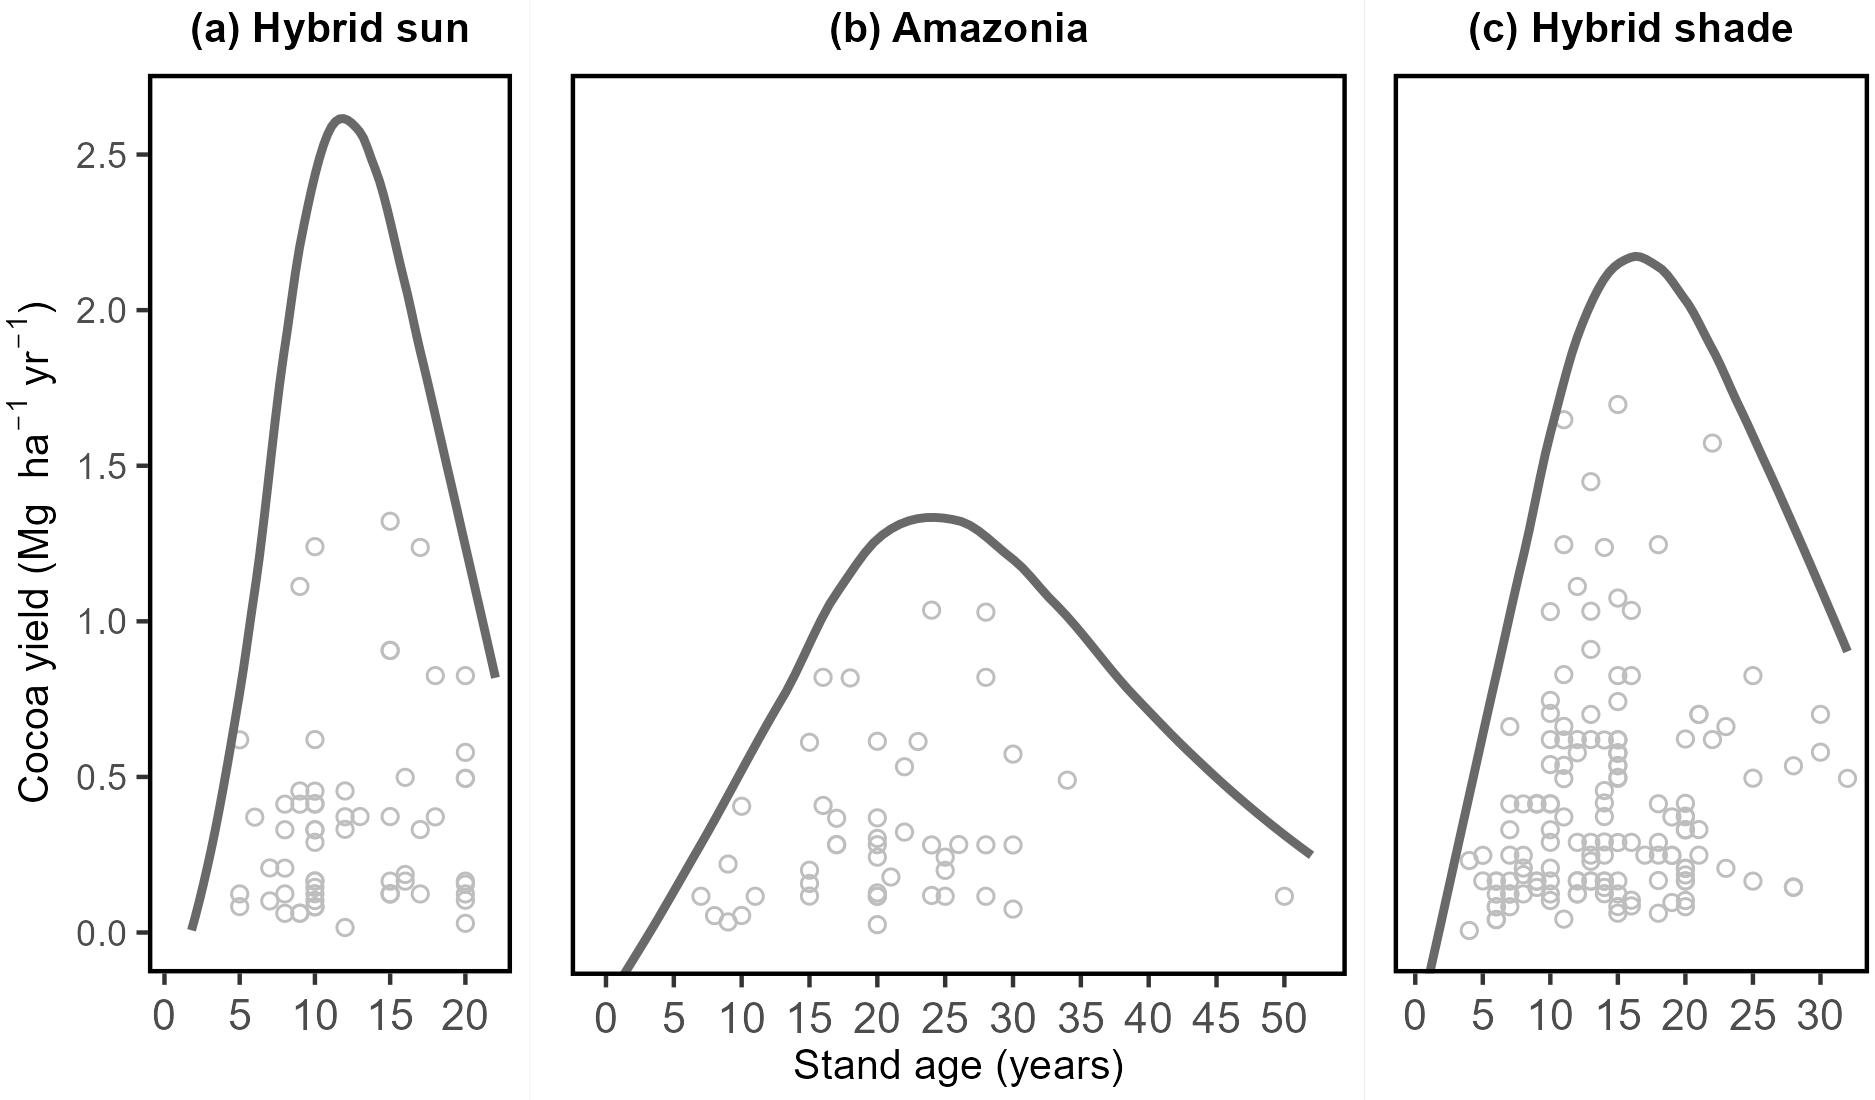 (a) Hybrid sun
(b) Amazonia
(c) Hybrid shade
Cocoa yield (Mg ha⁻¹ yr⁻¹)
2.5
2.0
1.5
1.0
0.5
0.0
0 5 10 15 20
0 5 10 15 20 25 30 35 40 45 50
0 5 10 15 20 25 30
Stand age (years)